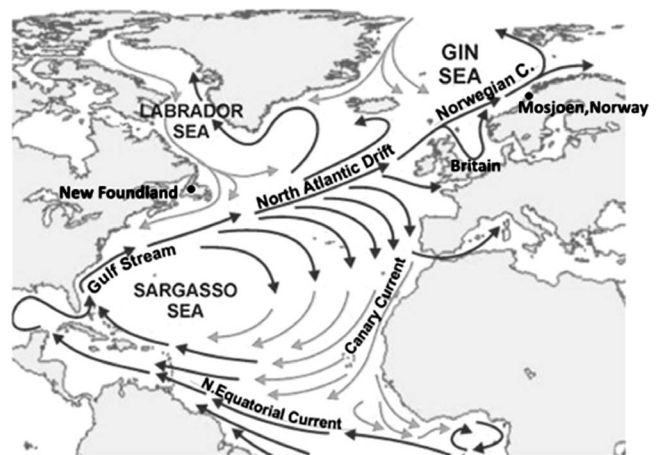 GIN
SEA
Norwegian C.
LABRADOR
SEA
Mosjoen,Norway
Britain
New Foundland
North Atlantic Drift
Gulf Stream
SARGASSO
SEA
Canary Current
N.Equatorial Current